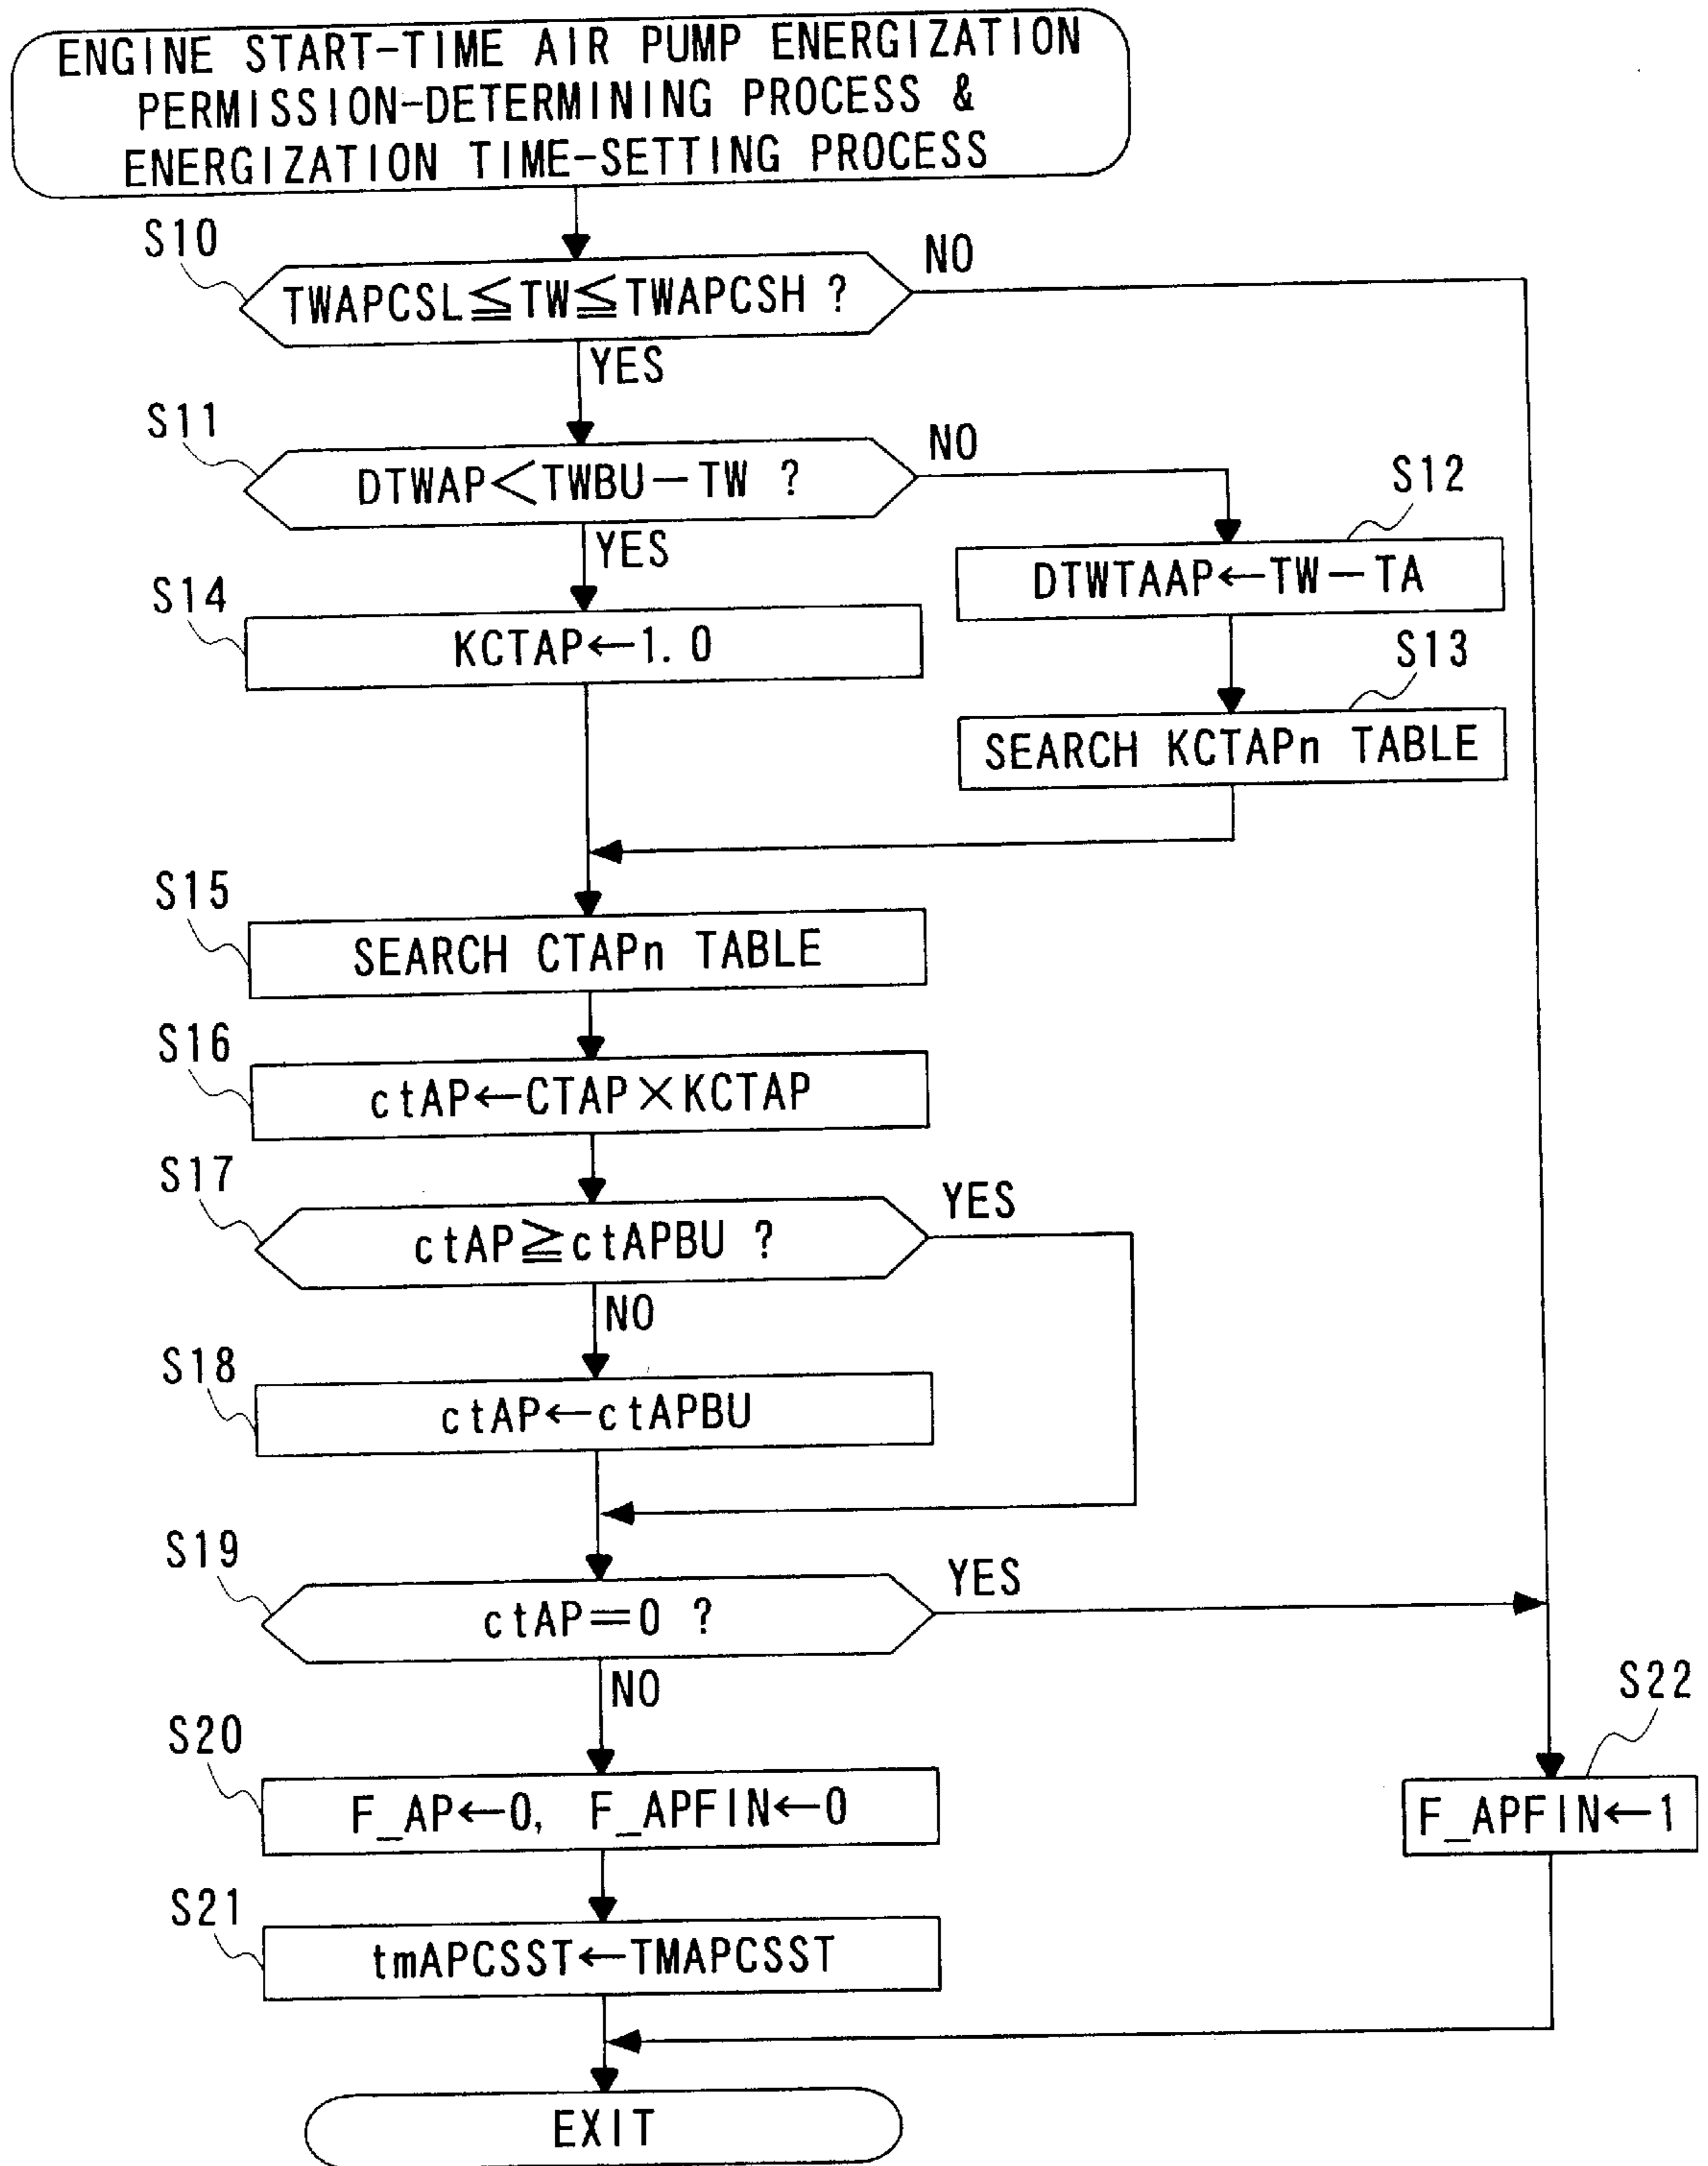 ENGINE START-TIME AIR PUMP ENERGIZATION
PERMISSION-DETERMINING PROCESS &
ENERGIZATION TIME-SETTING PROCESS
S10
TWAPCSL≦TW≦TWAPCSH ?
NO
YES
S11
DTWAP<TWBU-TW ?
NO
YES
S12
DTWTAAP←TW-TA
S14
KCTAP←1.0
S13
SEARCH KCTAPn TABLE
S15
SEARCH CTAPn TABLE
S16
ctAP←CTAP×KCTAP
S17
ctAP≧ctAPBU ?
YES
NO
S18
ctAP←ctAPBU
S19
ctAP=0 ?
YES
NO
S20
F_AP←0, F_APFIN←0
S22
F_APFIN←1
S21
tmAPCSST←TMAPCSST
EXIT